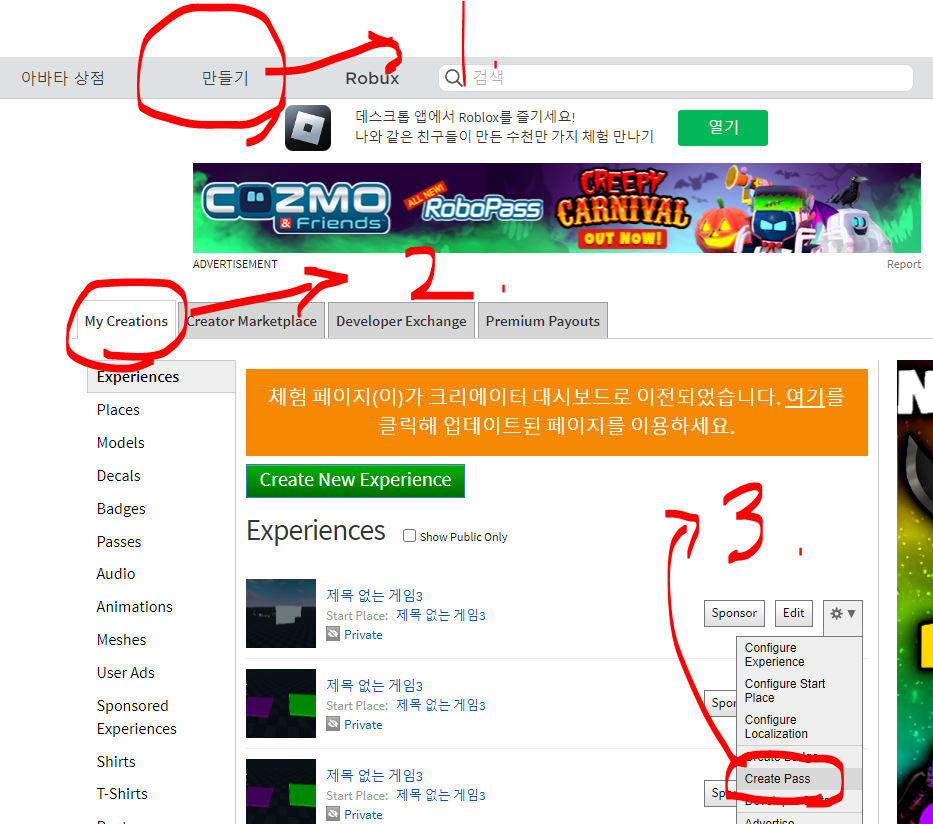 1.
아바타 상점 만들기 Robux 검색
데스크톱 앱에서 Roblox를 즐기세요!
나와 같은 친구들이 만든 수천만 가지 체험 만나기
열기
COZMO
& Friends
ALL NEW!
RoboPass
CREEPY
CARNIVAL
OUT NOW!
ADVERTISEMENT
Report
2.
My Creations Creator Marketplace Developer Exchange Premium Payouts
Experiences
Places
Models
Decals
Badges
Passes
Audio
Animations
Meshes
User Ads
Sponsored
Experiences
Shirts
T-Shirts
체험 페이지(이)가 크리에이터 대시보드로 이전되었습니다. 여기를
클릭해 업데이트된 페이지를 이용하세요.
Create New Experience
3.
Experiences Show Public Only
제목 없는 게임3
Start Place: 제목 없는 게임3
Private
Sponsor Edit
제목 없는 게임3
Start Place: 제목 없는 게임3
Private
제목 없는 게임3
Start Place: 제목 없는 게임3
Private
Configure
Experience
Configure Start
Place
Configure
Localization
Create Badge
Create Pass
Advertise